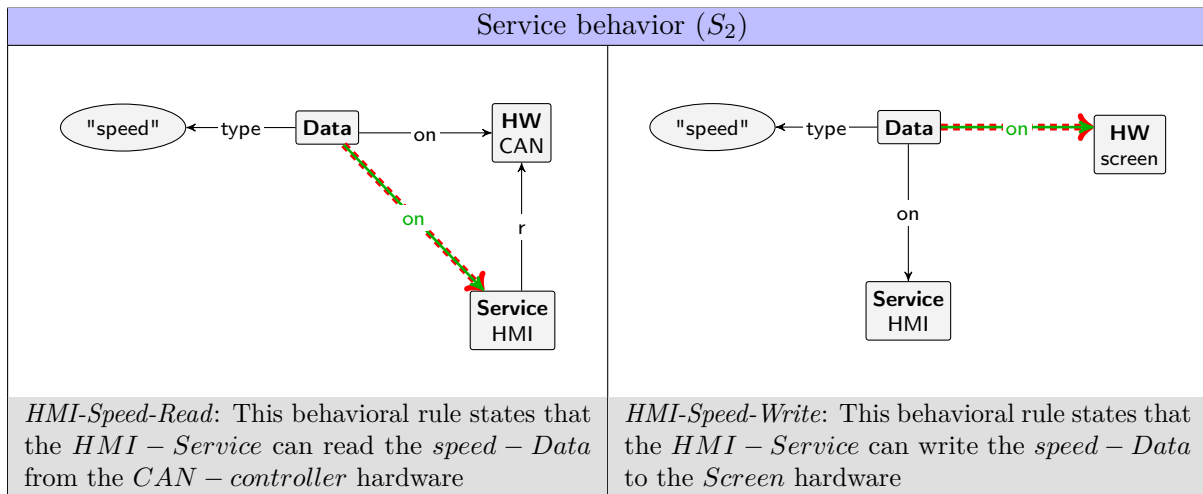 Service behavior (S₂)
"speed"
type
Data
on
HW
CAN
on
r
Service
HMI
"speed"
type
Data
on
HW
screen
on
Service
HMI
HMI-Speed-Read: This behavioral rule states that
the HMI − Service can read the speed − Data
from the CAN − controller hardware
HMI-Speed-Write: This behavioral rule states that
the HMI − Service can write the speed − Data
to the Screen hardware